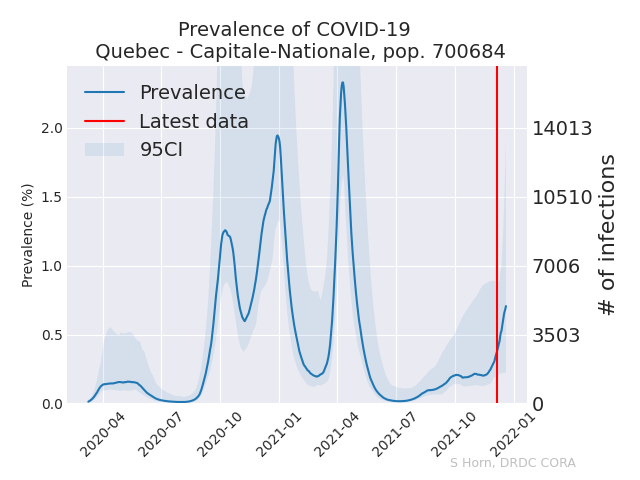 Prevalence of COVID-19
Quebec - Capitale-Nationale, pop. 700684
Prevalence
Latest data
95CI
Prevalence (%)
2.0
1.5
1.0
0.5
0.0
14013
10510
7006
3503
0
# of infections
2020-04
2020-07
2020-10
2021-01
2021-04
2021-07
2021-10
2022-01
S Horn, DRDC CORA